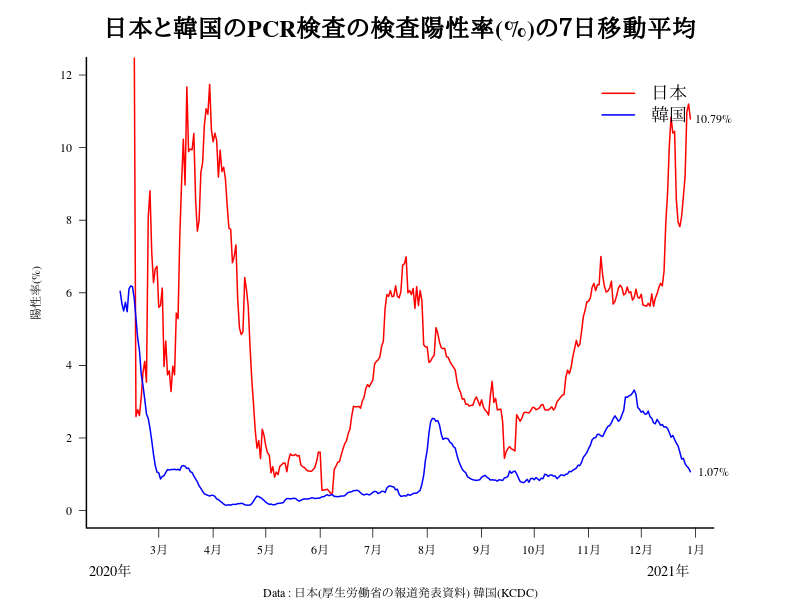 日本と韓国のPCR検査の検査陽性率(%)の7日移動平均
12
10
8
6
4
2
0
陽性率(%)
日本
韓国
10.79%
1.07%
3月 4月 5月 6月 7月 8月 9月 10月 11月 12月 1月
2020年 2021年
Data : 日本(厚生労働省の報道発表資料) 韓国(KCDC)